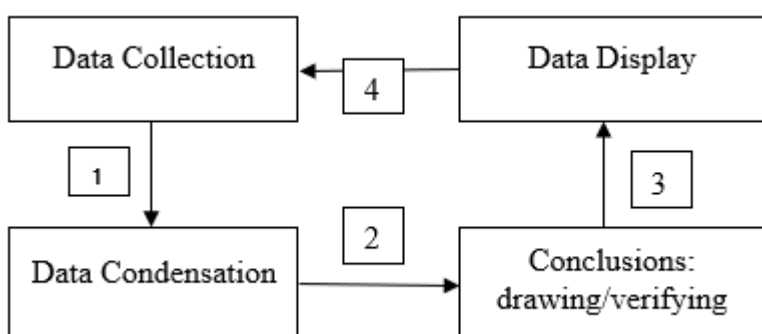 Data Collection
Data Display
4
1
3
2
Data Condensation
Conclusions:
drawing/verifying